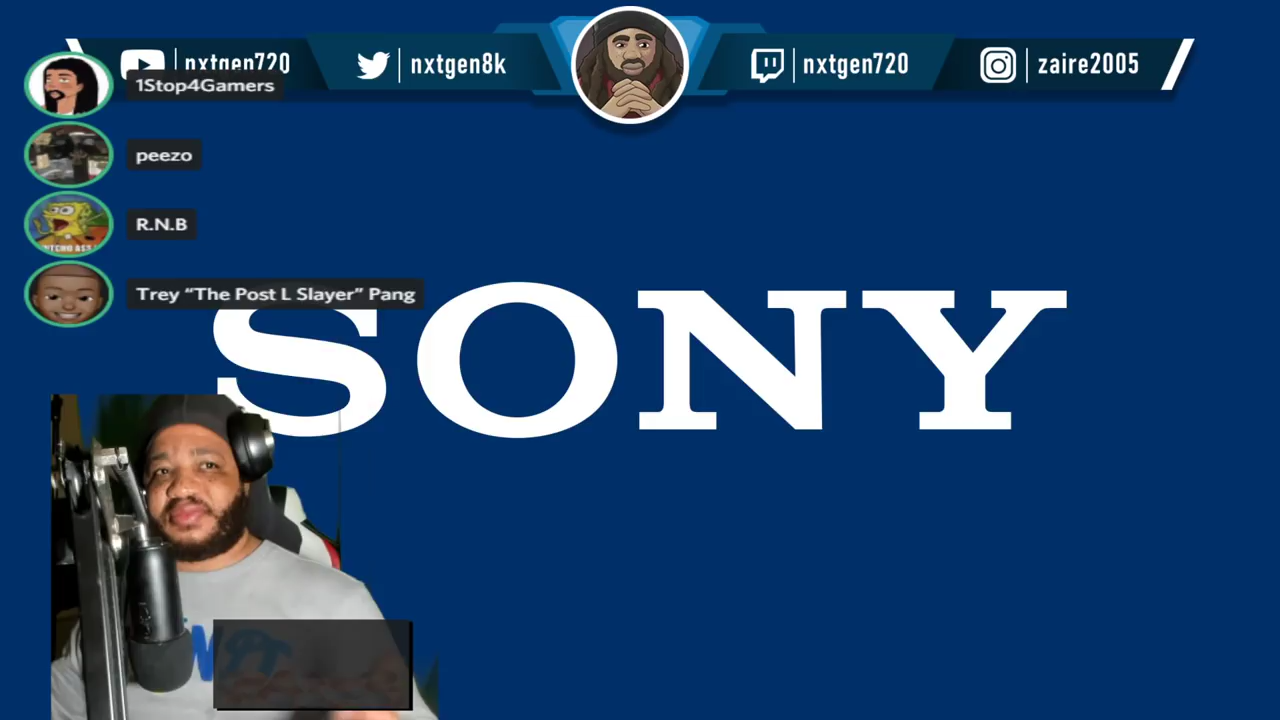 nxtgen720
nxtgen8k
nxtgen720
zaire2005
1Stop4Gamers
peezo
R.N.B
Trey “The Post L Slayer” Pang
SONY